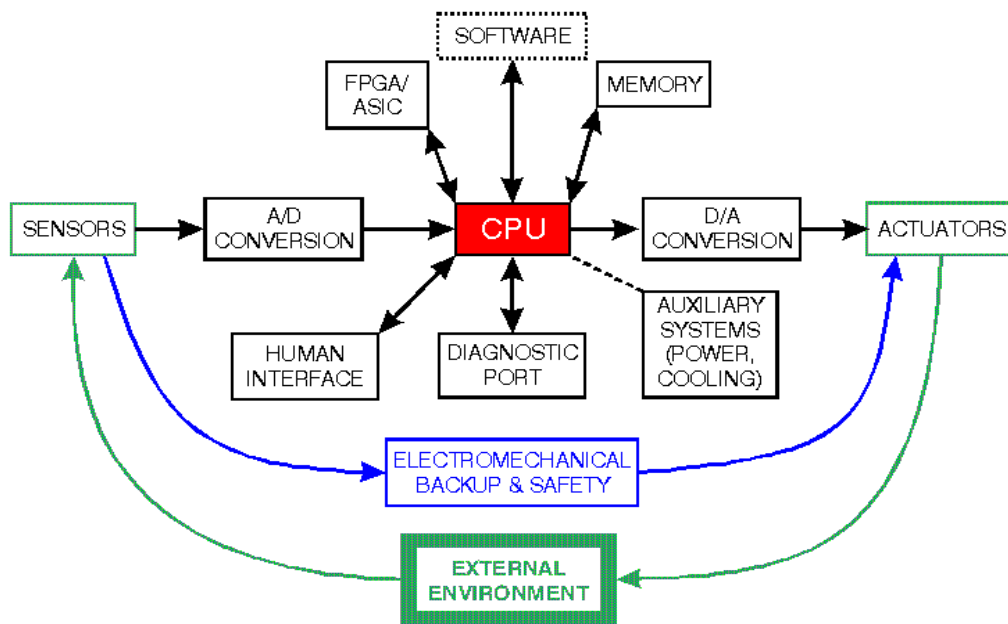 SOFTWARE
FPGA/
ASIC
MEMORY
SENSORS
A/D
CONVERSION
CPU
D/A
CONVERSION
ACTUATORS
HUMAN
INTERFACE
DIAGNOSTIC
PORT
AUXILIARY
SYSTEMS
(POWER,
COOLING)
ELECTROMECHANICAL
BACKUP & SAFETY
EXTERNAL
ENVIRONMENT